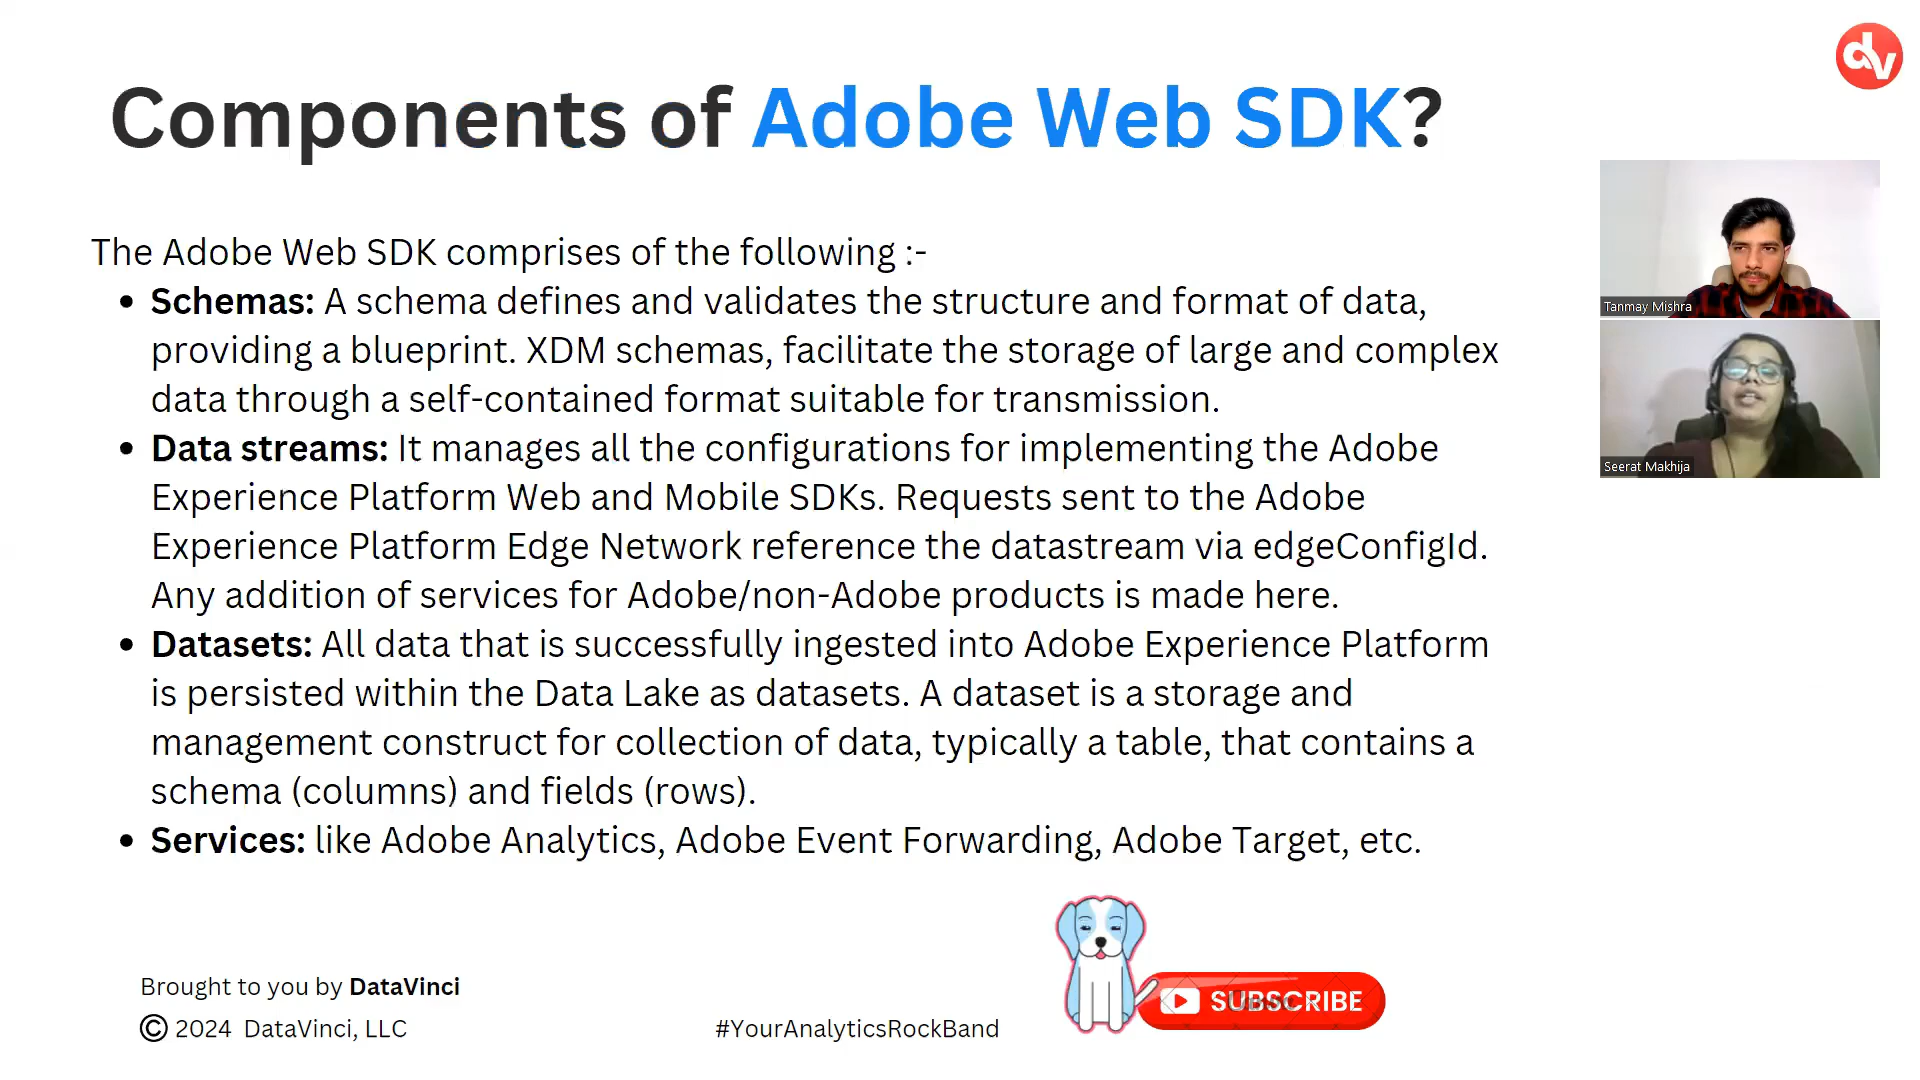 dv
Components of Adobe Web SDK?
The Adobe Web SDK comprises of the following :-
• Schemas: A schema defines and validates the structure and format of data,
providing a blueprint. XDM schemas, facilitate the storage of large and complex
data through a self-contained format suitable for transmission.
• Data streams: It manages all the configurations for implementing the Adobe
Experience Platform Web and Mobile SDKs. Requests sent to the Adobe
Experience Platform Edge Network reference the datastream via edgeConfigId.
Any addition of services for Adobe/non-Adobe products is made here.
• Datasets: All data that is successfully ingested into Adobe Experience Platform
is persisted within the Data Lake as datasets. A dataset is a storage and
management construct for collection of data, typically a table, that contains a
schema (columns) and fields (rows).
• Services: like Adobe Analytics, Adobe Event Forwarding, Adobe Target, etc.
Tanmay Mishra
Seerat Makhija
Brought to you by DataVinci
© 2024 DataVinci, LLC
#YourAnalyticsRockBand
SUBSCRIBE